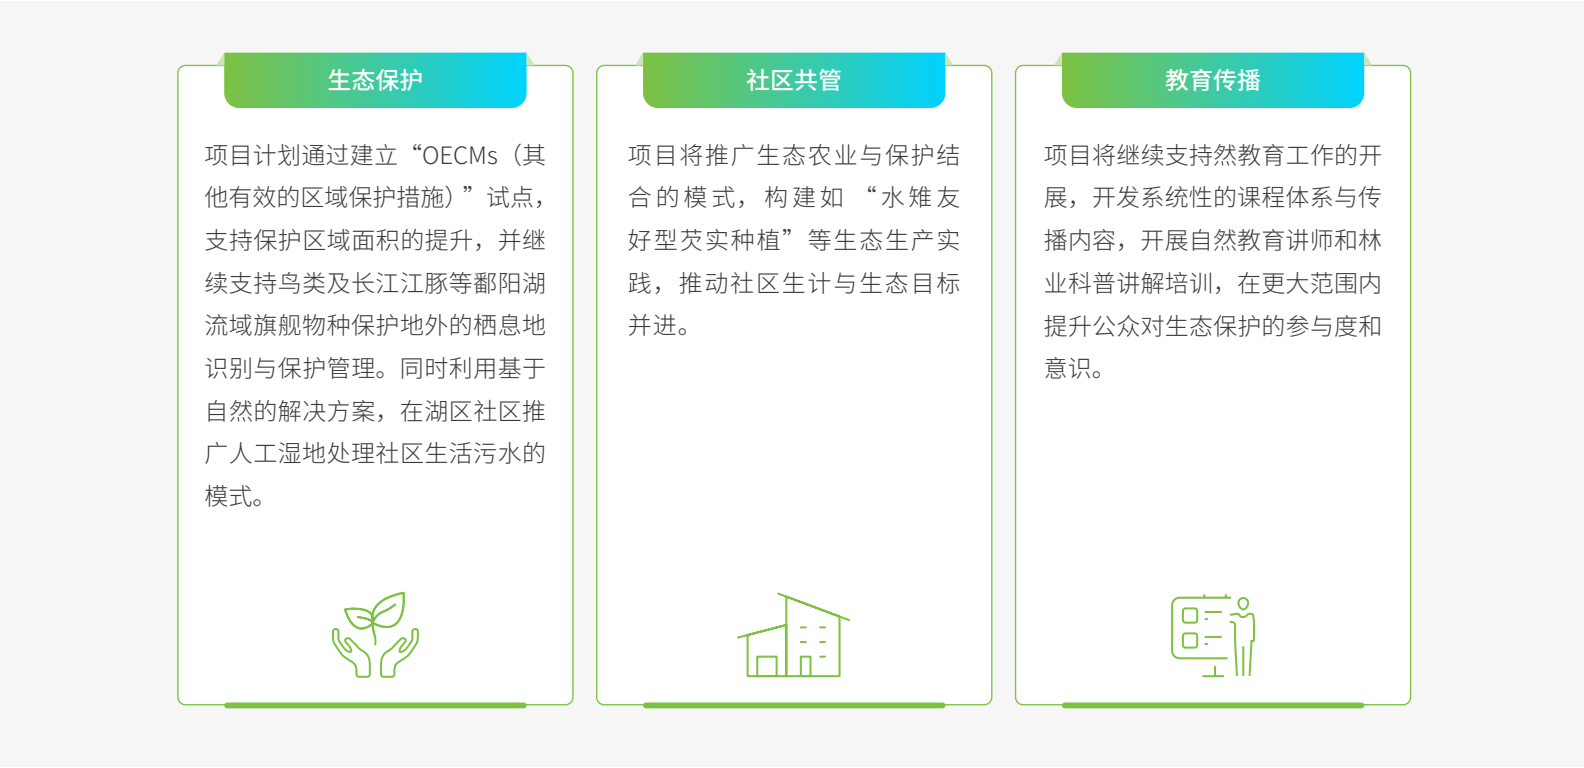 生态保护
项目计划通过建立“OECMs（其
他有效的区域保护措施）”试点，
支持保护区域面积的提升，并继
续支持鸟类及长江江豚等鄱阳湖
流域旗舰物种保护地外的栖息地
识别与保护管理。同时利用基于
自然的解决方案，在湖区社区推
广人工湿地处理社区生活污水的
模式。
社区共管
项目将推广生态农业与保护结
合的模式，构建如 “水雉友
好型芡实种植”等生态生产实
践，推动社区生计与生态目标
并进。
教育传播
项目将继续支持然教育工作的开
展，开发系统性的课程体系与传
播内容，开展自然教育讲师和林
业科普讲解培训，在更大范围内
提升公众对生态保护的参与度和
意识。